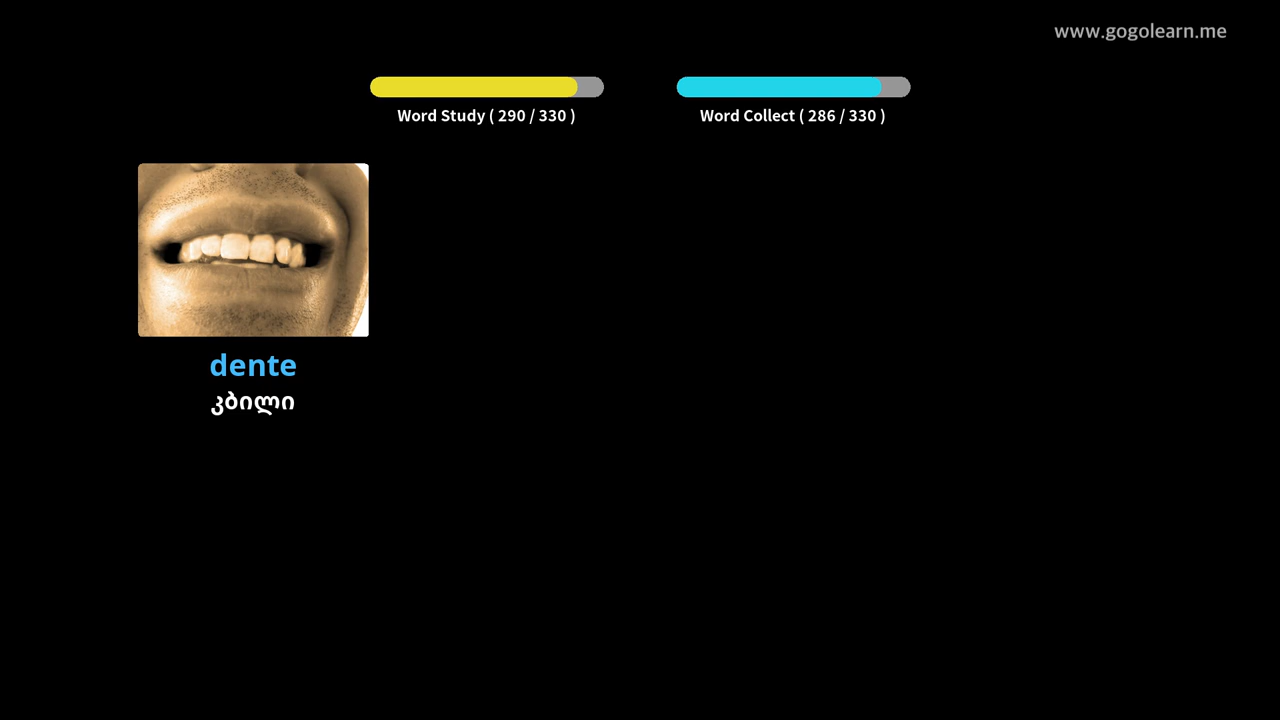 www.gogolearn.me
Word Study ( 290 / 330 )
Word Collect ( 286 / 330 )
dente
კბილი